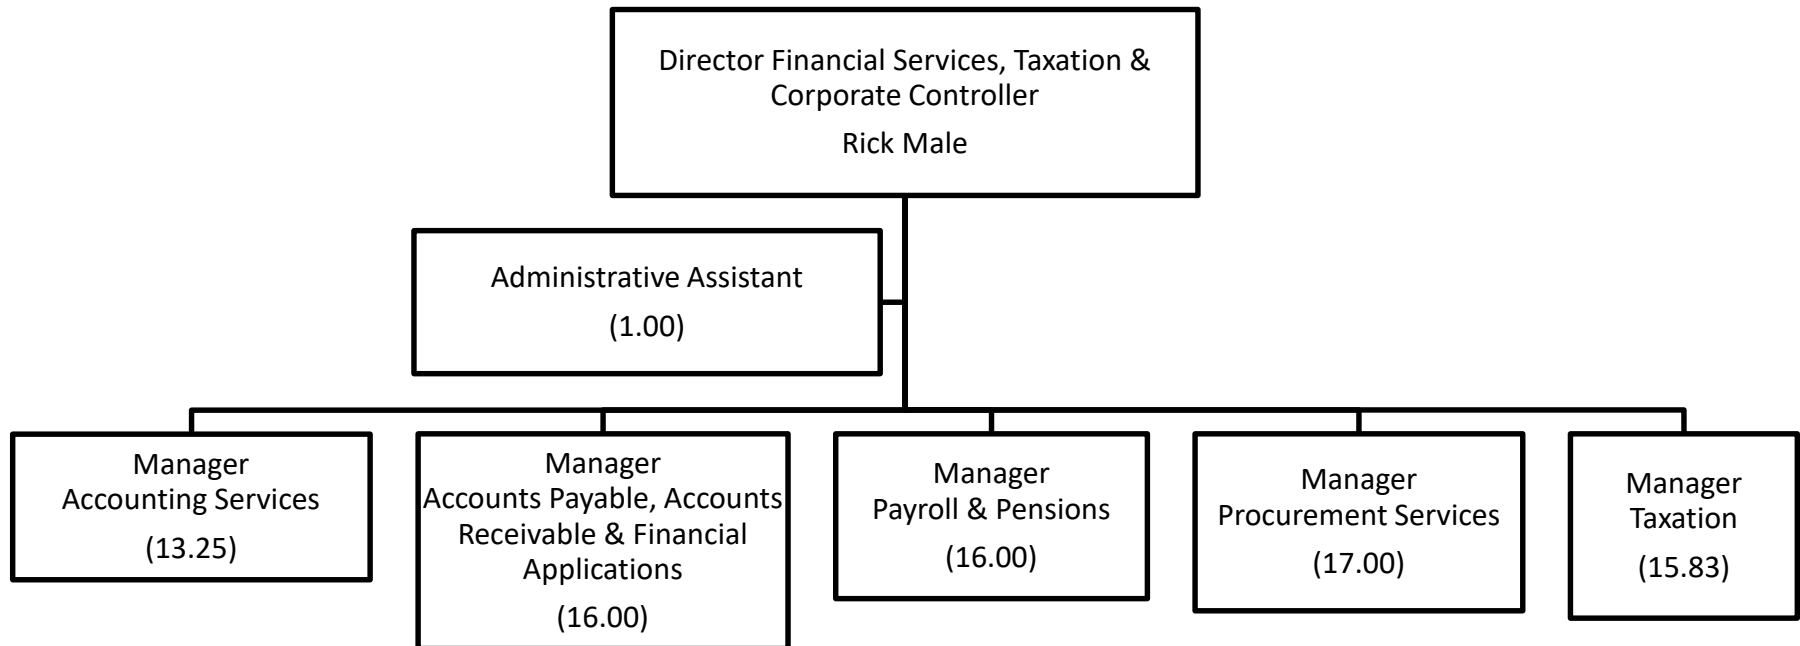 Director Financial Services, Taxation &
Corporate Controller
Rick Male
Administrative Assistant
(1.00)
Manager
Accounting Services
(13.25)
Manager
Accounts Payable, Accounts
Receivable & Financial
Applications
(16.00)
Manager
Payroll & Pensions
(16.00)
Manager
Procurement Services
(17.00)
Manager
Taxation
(15.83)